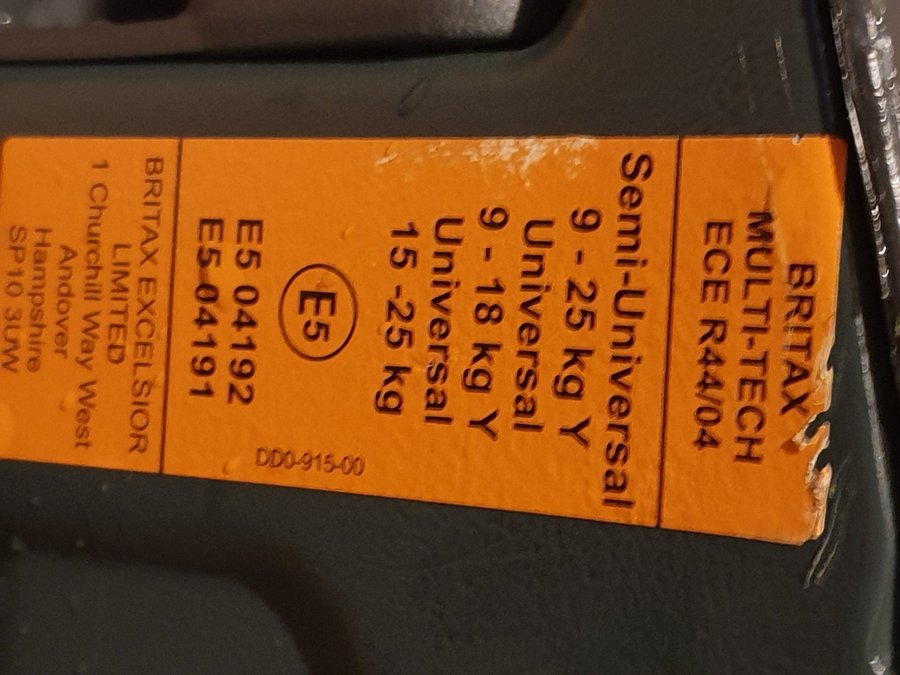 BRITAX
MULTI-TECH
ECE R44/04
Semi-Universal
9 - 25 kg Y
Universal
9 - 18 kg Y
Universal
15 -25 kg
E5
DD0-915-00
E5 04192
E5-04191
BRITAX EXCELSIOR
LIMITED
1 Churchill Way West
Andover
Hampshire
SP10 3UW